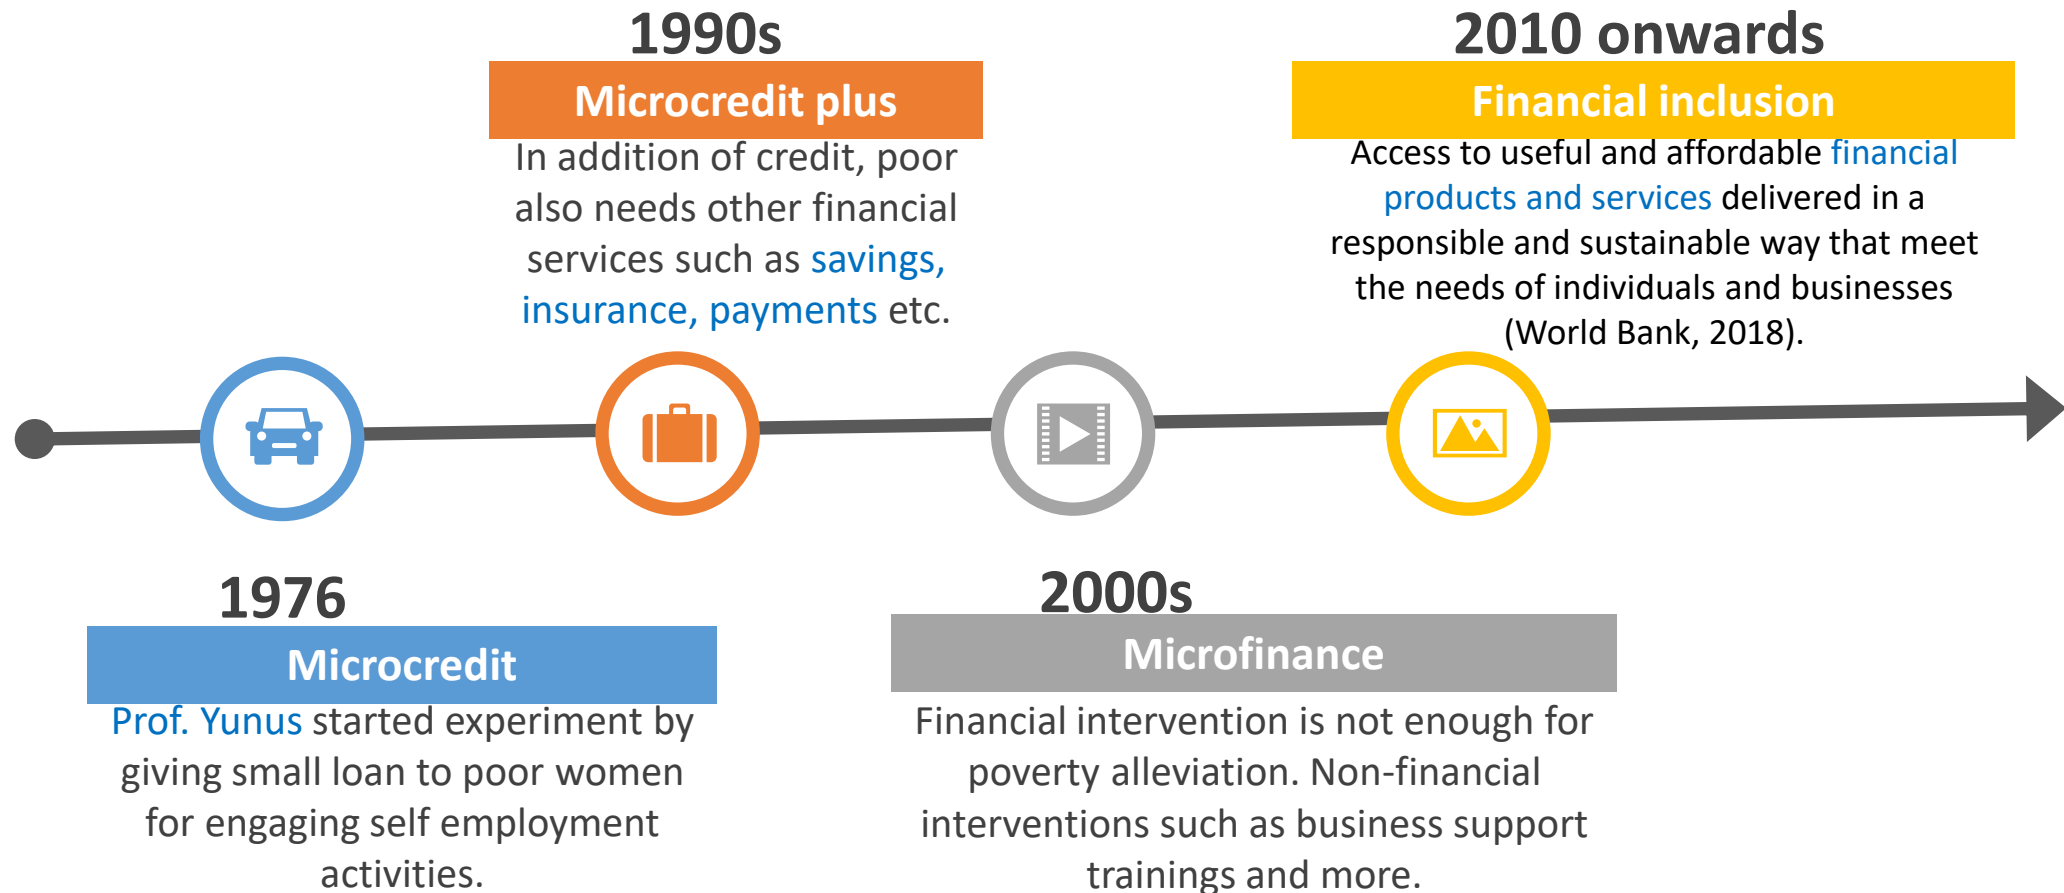 1990s
Microcredit plus
In addition of credit, poor
also needs other financial
services such as savings,
insurance, payments etc.
2010 onwards
Financial inclusion
Access to useful and affordable financial
products and services delivered in a
responsible and sustainable way that meet
the needs of individuals and businesses
(World Bank, 2018).
1976
Microcredit
Prof. Yunus started experiment by
giving small loan to poor women
for engaging self employment
activities.
2000s
Microfinance
Financial intervention is not enough for
poverty alleviation. Non-financial
interventions such as business support
trainings and more.